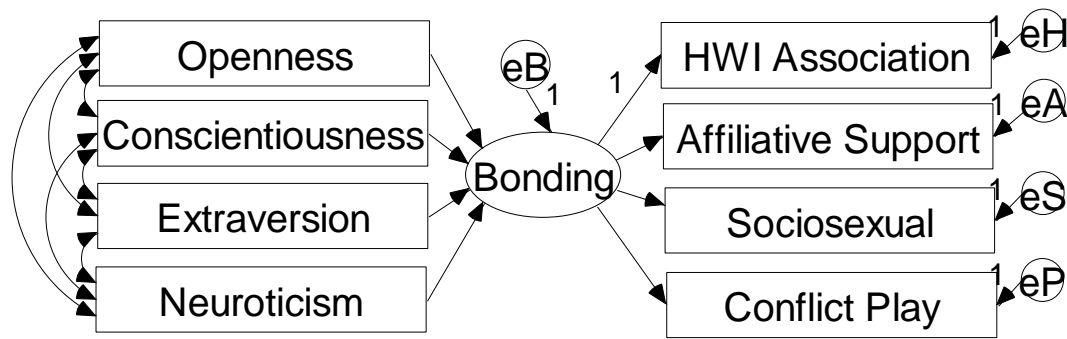 Openness
Conscientiousness
Extraversion
Neuroticism
eB
1
Bonding
1
HWI Association
1
eH
Affiliative Support
1
eA
Sociosexual
1
eS
Conflict Play
1
eP